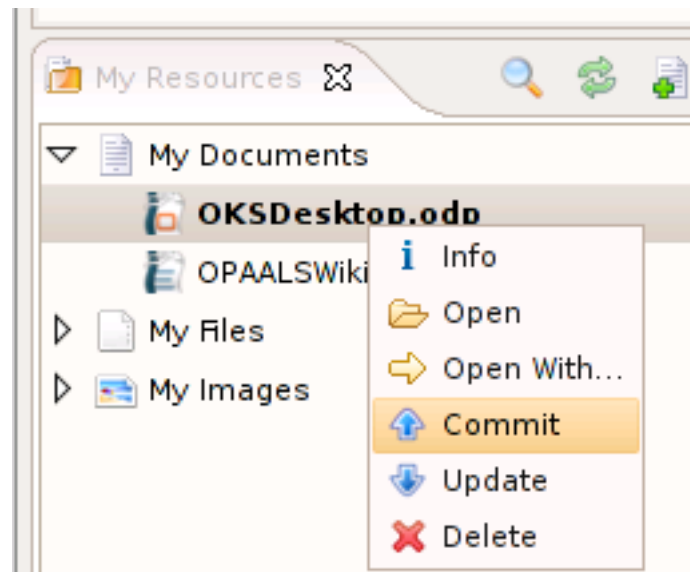 My Resources
My Documents
OKSDesktop.odp
OPAALSWiki
My Files
My Images
Info
Open
Open With...
Commit
Update
Delete